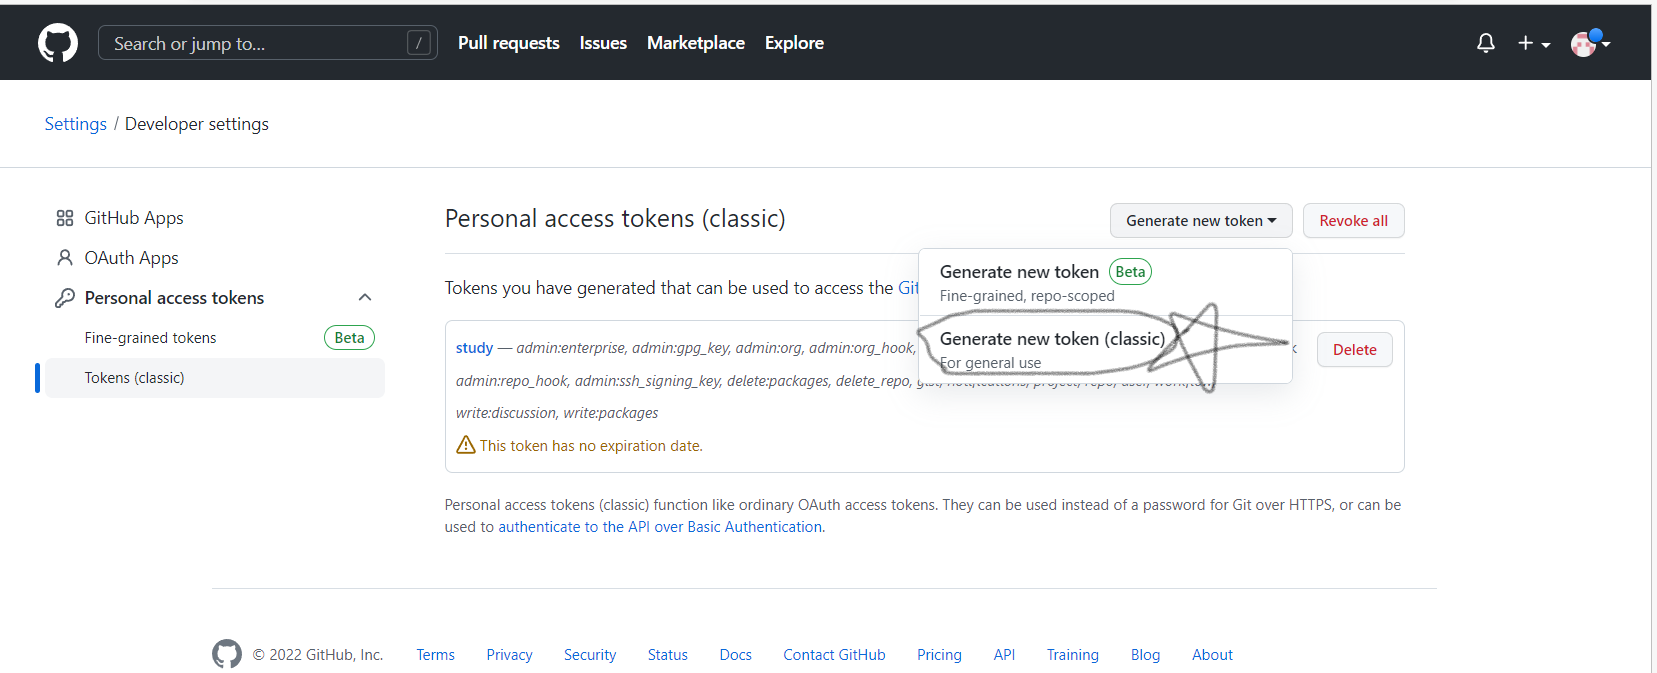 Search or jump to... /
Pull requests Issues Marketplace Explore
Settings / Developer settings
GitHub Apps
OAuth Apps
Personal access tokens
Fine-grained tokens Beta
Tokens (classic)
Personal access tokens (classic)
Generate new token Revoke all
Generate new token Beta
Fine-grained, repo-scoped
Generate new token (classic)
For general use
Tokens you have generated that can be used to access the Git
study — admin:enterprise, admin:gpg_key, admin:org, admin:org_hook, Delete
admin:repo_hook, admin:ssh_signing_key, delete:packages, delete_repo, gist, notifications, project, repo, user,
write:discussion, write:packages
This token has no expiration date.
Personal access tokens (classic) function like ordinary OAuth access tokens. They can be used instead of a password for Git over HTTPS, or can be
used to authenticate to the API over Basic Authentication.
© 2022 GitHub, Inc. Terms Privacy Security Status Docs Contact GitHub Pricing API Training Blog About